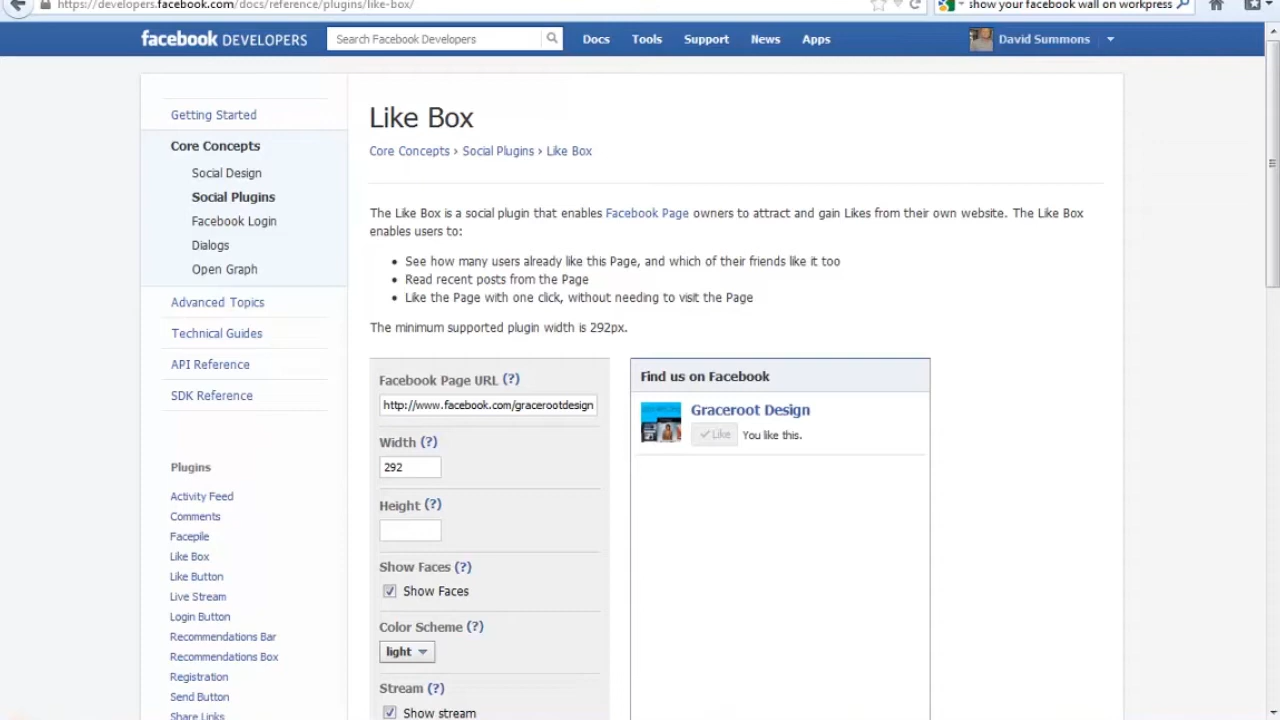 https://developers.facebook.com/docs/reference/plugins/like-box/
show your facebook wall on workpress
facebook DEVELOPERS
Search Facebook Developers
Docs
Tools
Support
News
Apps
David Summons
Getting Started
Core Concepts
Social Design
Social Plugins
Facebook Login
Dialogs
Open Graph
Advanced Topics
Technical Guides
API Reference
SDK Reference
Plugins
Activity Feed
Comments
Facepile
Like Box
Like Button
Live Stream
Login Button
Recommendations Bar
Recommendations Box
Registration
Send Button
Share Links
Like Box
Core Concepts › Social Plugins › Like Box
The Like Box is a social plugin that enables Facebook Page owners to attract and gain Likes from their own website. The Like Box
enables users to:
• See how many users already like this Page, and which of their friends like it too
• Read recent posts from the Page
• Like the Page with one click, without needing to visit the Page
The minimum supported plugin width is 292px.
Facebook Page URL (?)
http://www.facebook.com/gracerootdesign
Width (?)
292
Height (?)
Show Faces (?)
Show Faces
Color Scheme (?)
light
Stream (?)
Show stream
Find us on Facebook
Graceroot Design
Like
You like this.